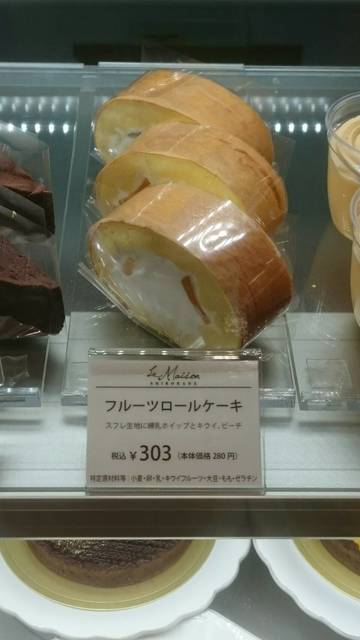 La Maison
SHIROKANE
フルーツロールケーキ
スフレ生地に練乳ホイップとキウイ、ピーチ
税込 ¥303 (本体価格 280 円)
特定原材料等 | 小麦・卵・乳・キウイフルーツ・大豆・もも・ゼラチン